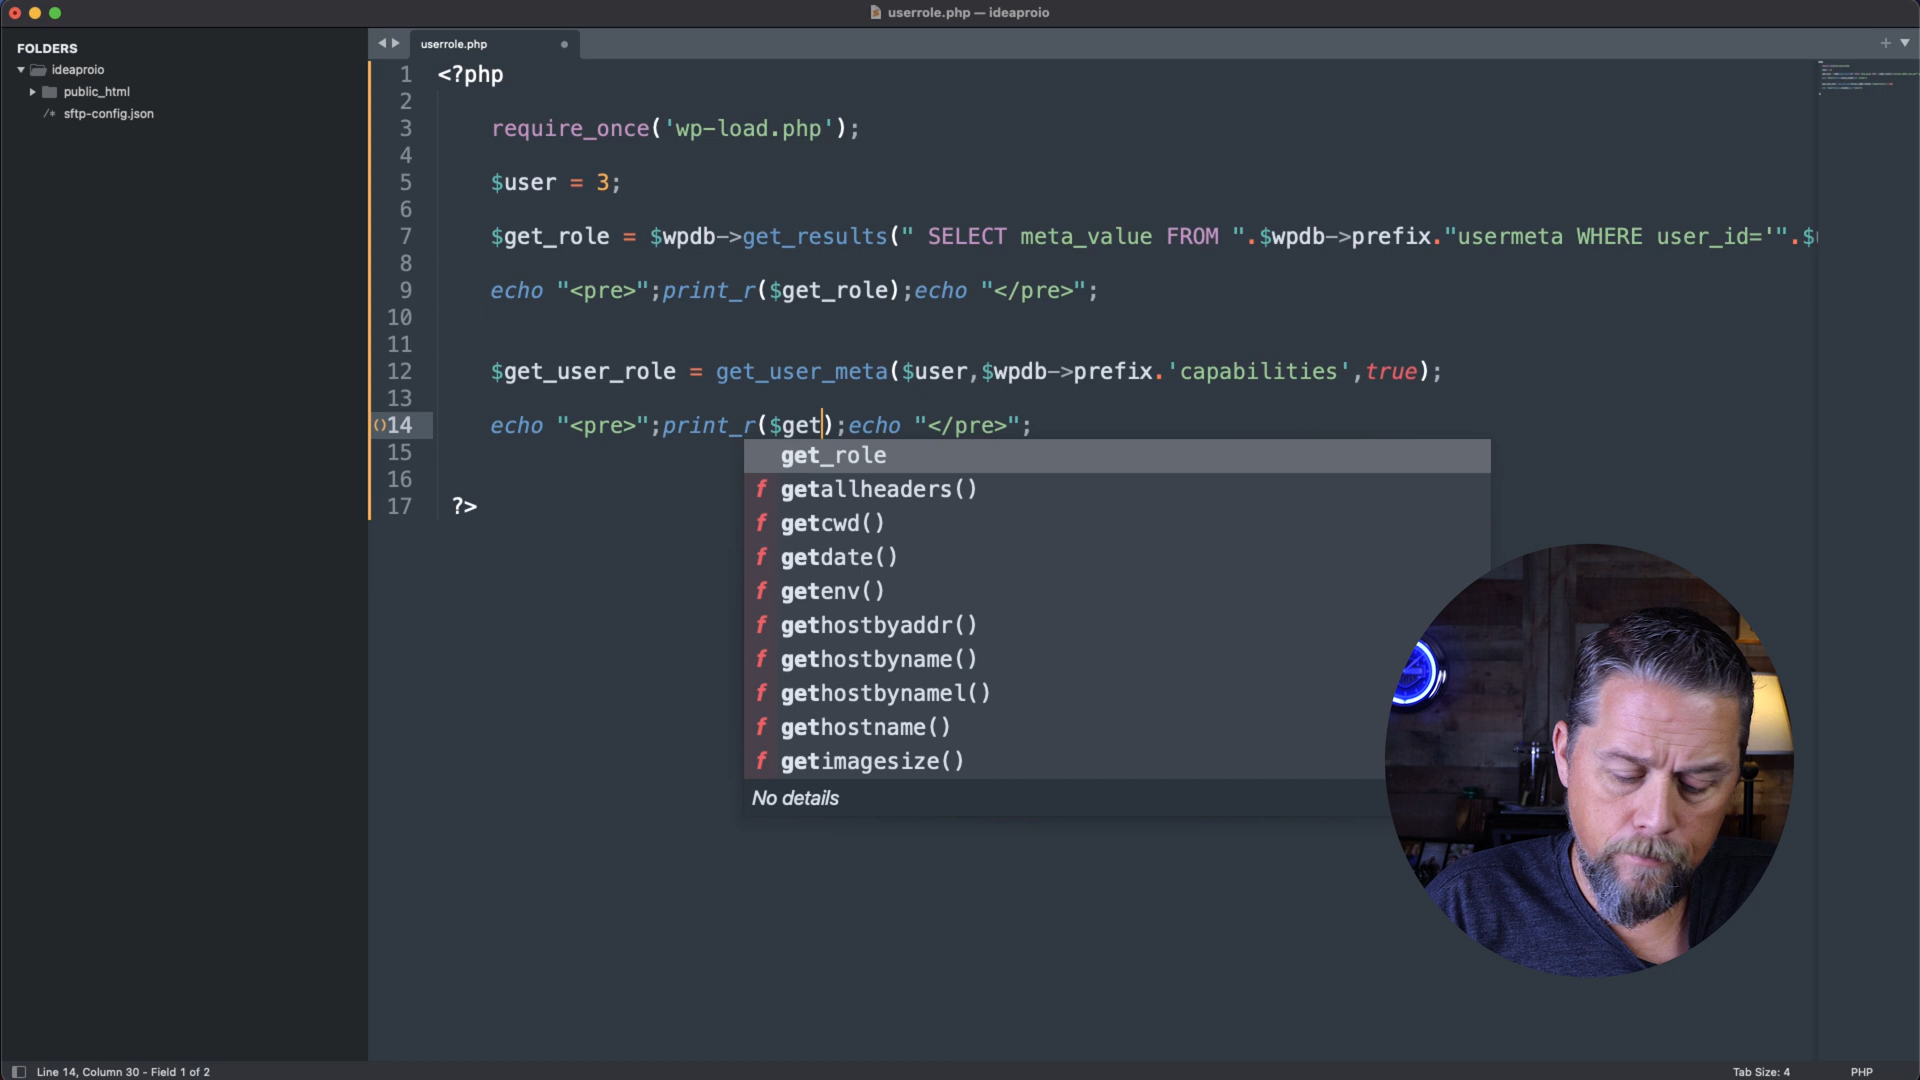 userrole.php — ideaproio
FOLDERS
ideaproio
public_html
/* sftp-config.json
userrole.php
1 <?php
2
3 require_once('wp-load.php');
4
5 $user = 3;
6
7 $get_role = $wpdb->get_results(" SELECT meta_value FROM ".$wpdb->prefix."usermeta WHERE user_id='".$
8
9 echo "<pre>";print_r($get_role);echo "</pre>";
10
11
12 $get_user_role = get_user_meta($user,$wpdb->prefix.'capabilities',true);
13
14 echo "<pre>";print_r($get);echo "</pre>";
15
16
17 ?>
get_role
f getallheaders()
f getcwd()
f getdate()
f getenv()
f gethostbyaddr()
f gethostbyname()
f gethostbynamel()
f gethostname()
f getimagesize()
No details
Line 14, Column 30 - Field 1 of 2
Tab Size: 4
PHP